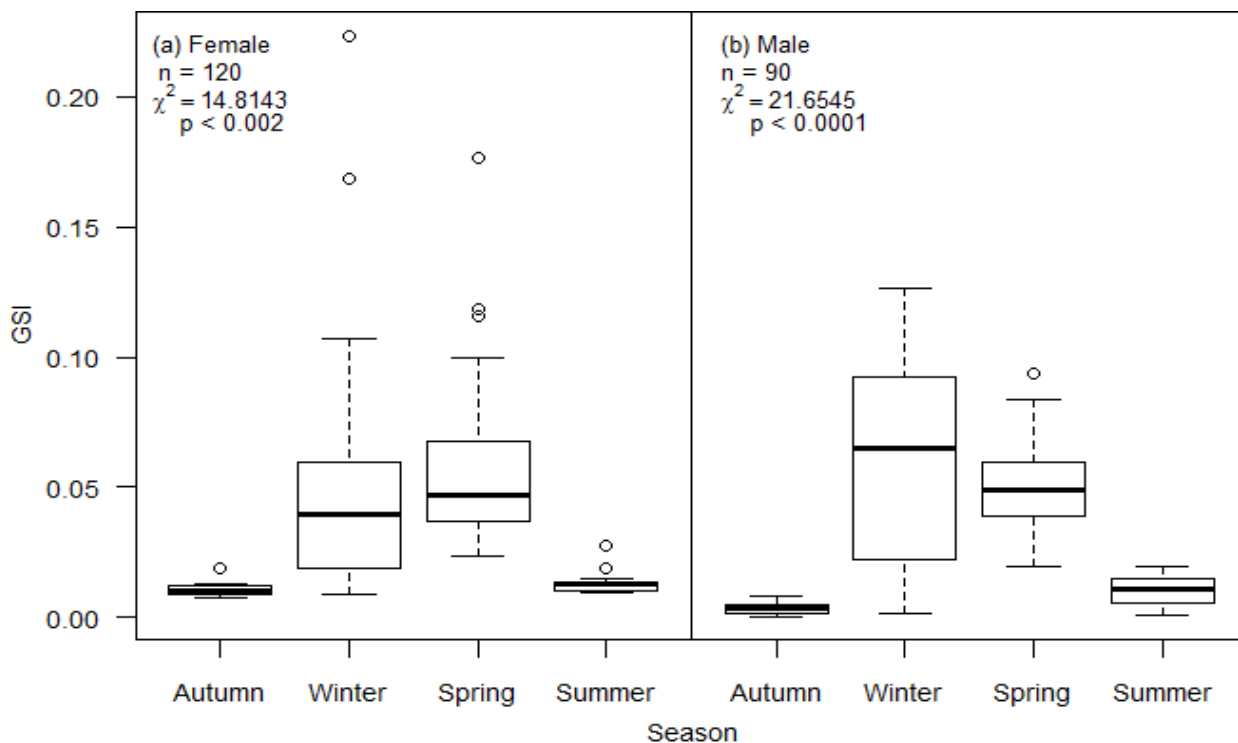 (a) Female
n = 120
χ² = 14.8143
p < 0.002
(b) Male
n = 90
χ² = 21.6545
p < 0.0001
GSI
0.20
0.15
0.10
0.05
0.00
Autumn Winter Spring Summer Autumn Winter Spring Summer
Season